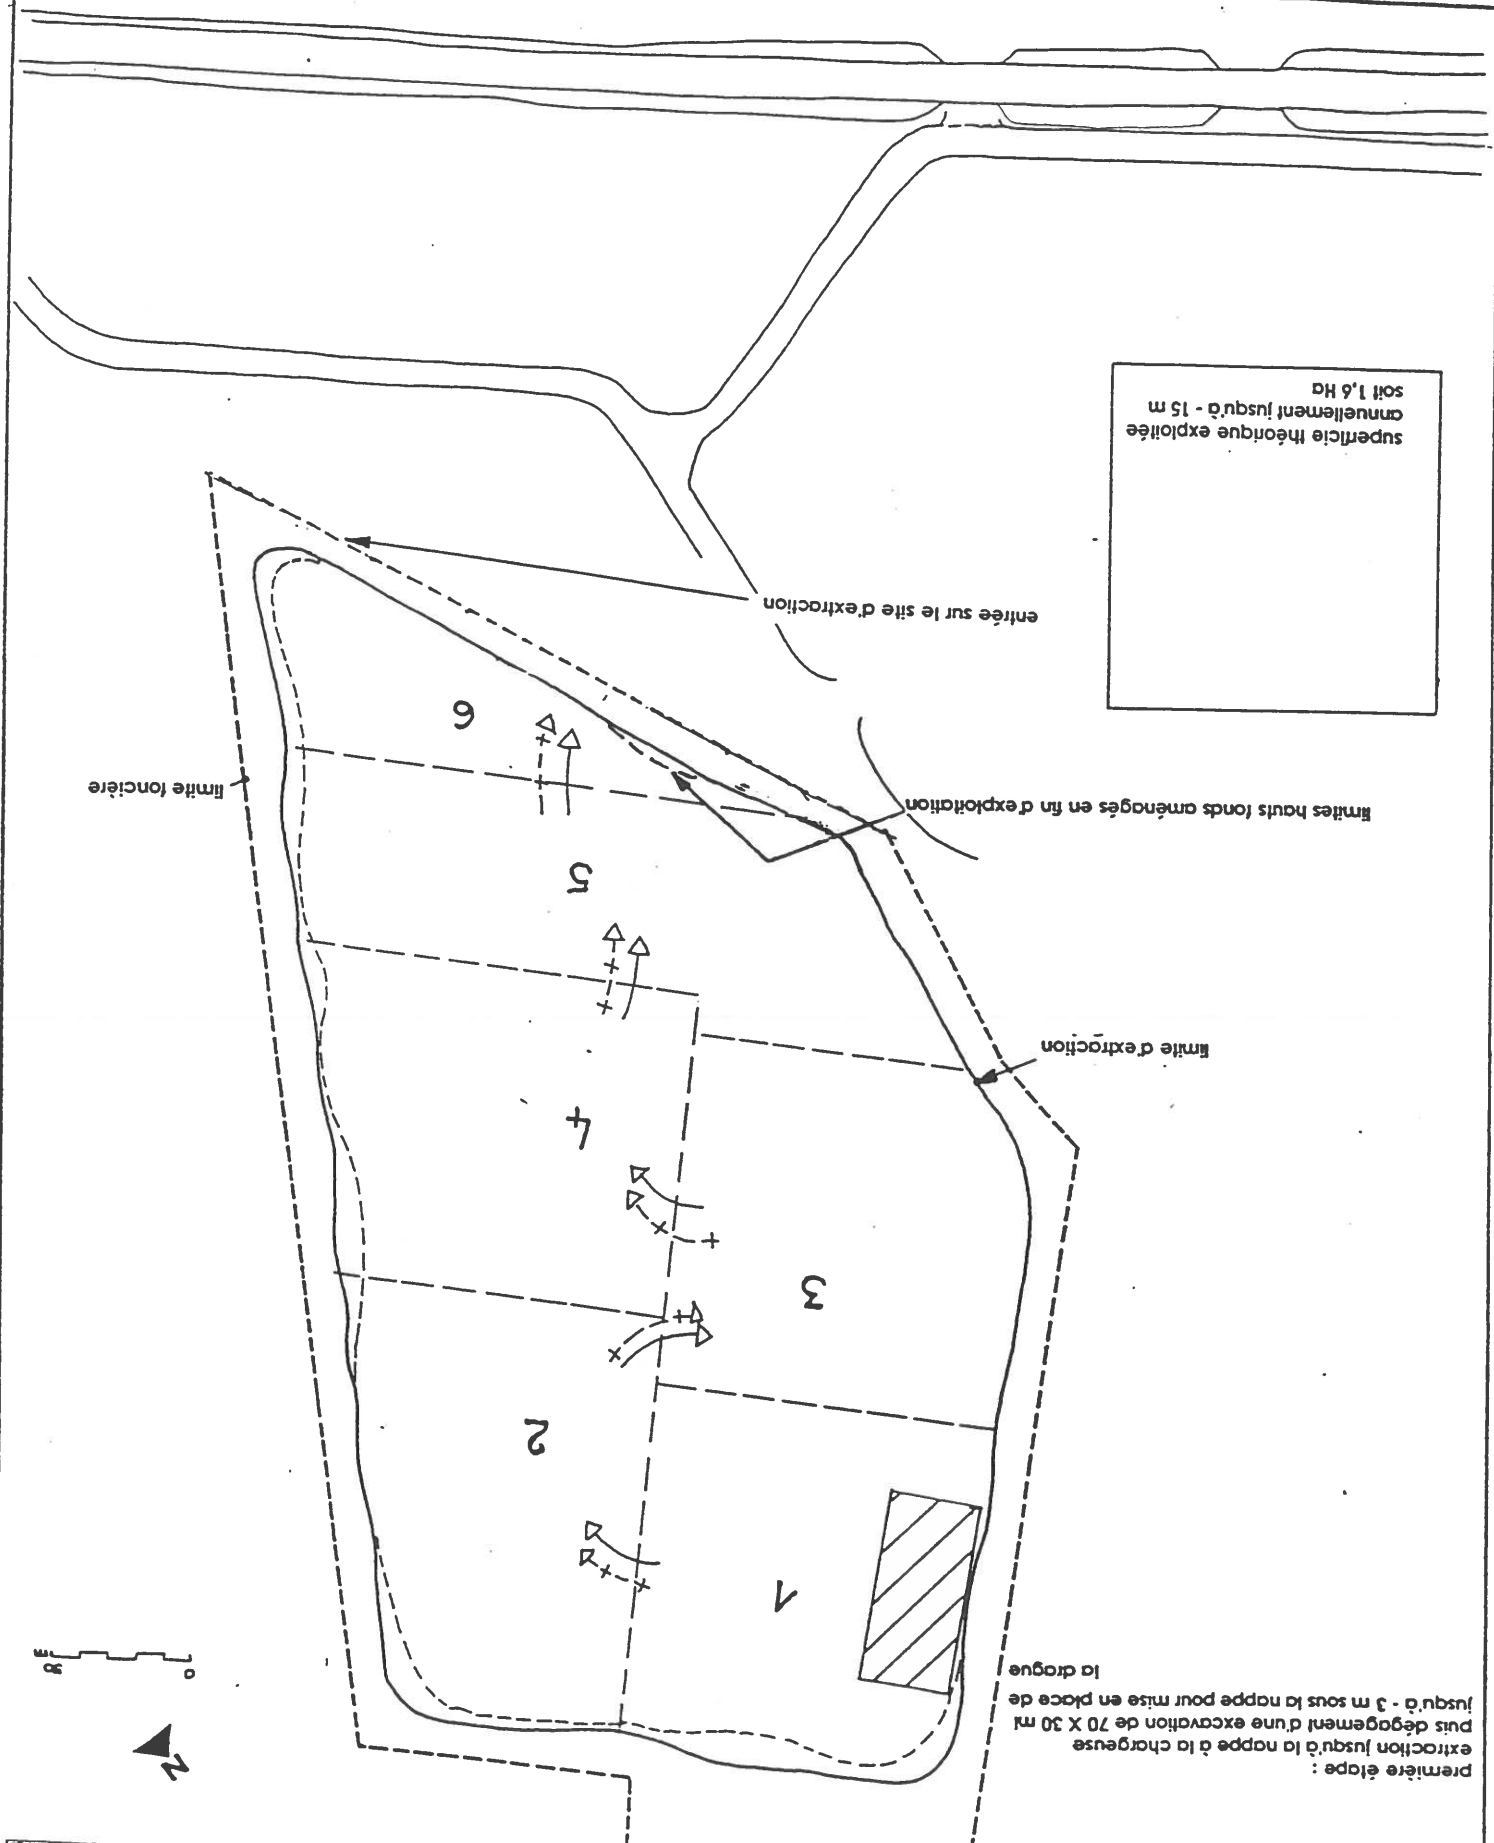 première étape :
extraction jusqu'à la nappe à la chargeuse
puis dégagement d'une excavation de 70 X 30 ml
jusqu'à - 3 m sous la nappe pour mise en place de
la drague
N
0
50
m
1
2
3
4
5
6
limite d'extraction
limites hauts fonds aménagés en fin d'exploitation
limite foncière
entrée sur le site d'extraction
superficie théorique exploitée
annuellement jusqu'à - 15 m
soit 1,6 Ha